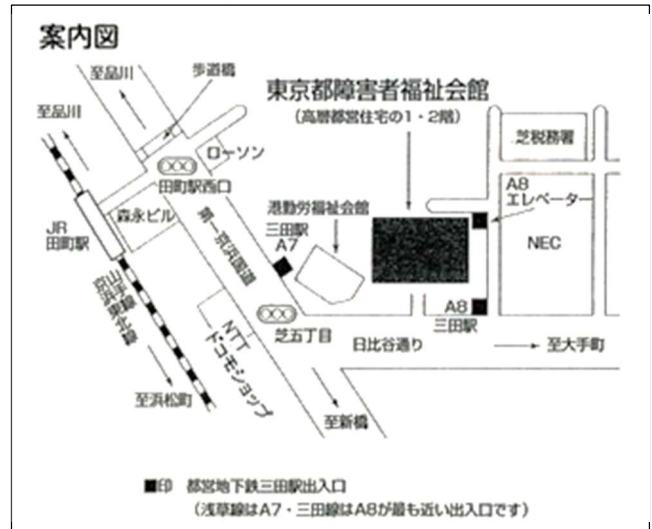 案内図
至品川
歩道橋
至品川
東京都障害者福祉会館
(高層都営住宅の1・2階)
ローソン
芝税務署
田町駅西口
A8
エレベーター
港勤労福祉会館
JR
田町駅
森永ビル
第一京浜国道
三田駅
A7
NEC
山手線
京浜東北線
A8
三田駅
芝五丁目
NTT
ドコモショップ
日比谷通り
至大手町
至浜松町
至新橋
■印 都営地下鉄三田駅出入口
(浅草線はA7・三田線はA8が最も近い出入口です)